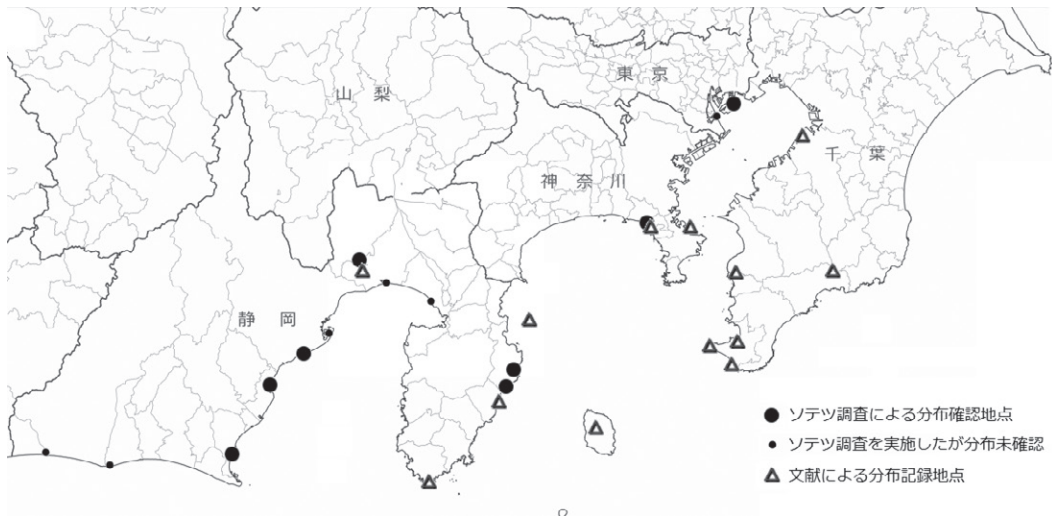 東 京
山 梨
千 葉
神 奈 川
静 岡
ソテツ調査による分布確認地点
ソテツ調査を実施したが分布未確認
文献による分布記録地点